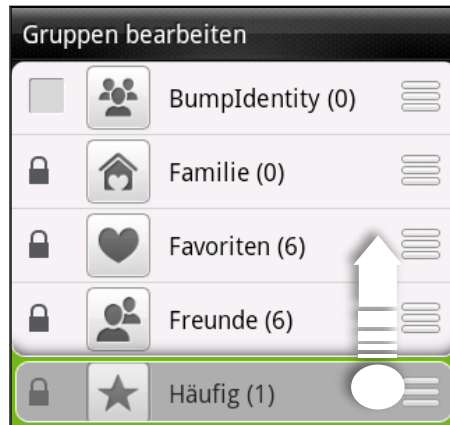 Gruppen bearbeiten
BumpIdentity (0)
Familie (0)
Favoriten (6)
Freunde (6)
Häufig (1)